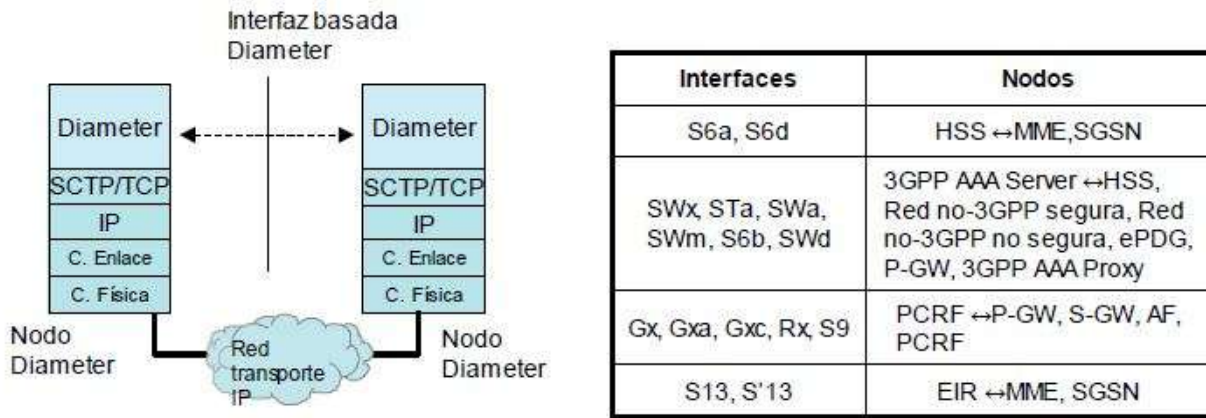 Interfaz basada
Diameter
Diameter
SCTP/TCP
IP
C. Enlace
C. Física
Nodo
Diameter
Diameter
SCTP/TCP
IP
C. Enlace
C. Física
Nodo
Diameter
Red
transporte
IP
Interfaces
Nodos
S6a, S6d
HSS ↔MME,SGSN
SWx, STa, SWa,
SWm, S6b, SWd
3GPP AAA Server ↔HSS,
Red no-3GPP segura, Red
no-3GPP no segura, ePDG,
P-GW, 3GPP AAA Proxy
Gx, Gxa, Gxc, Rx, S9
PCRF ↔P-GW, S-GW, AF,
PCRF
S13, S'13
EIR ↔MME, SGSN